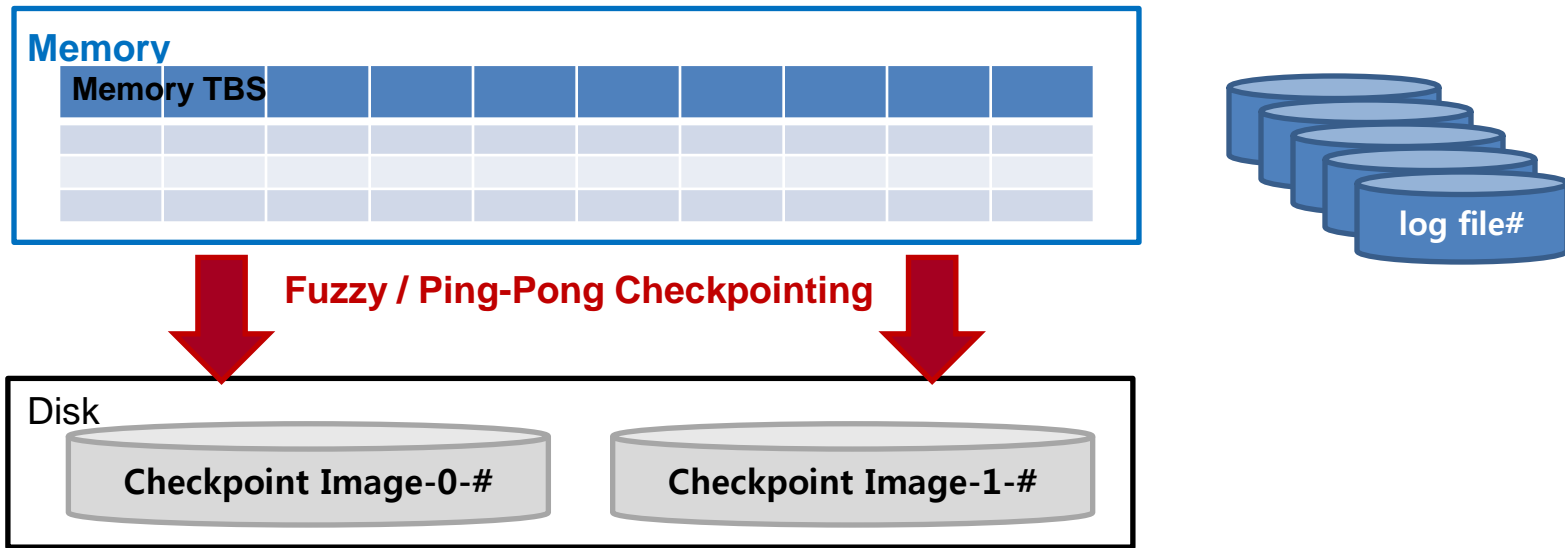 Memory
Memory TBS
log file#
Fuzzy / Ping-Pong Checkpointing
Disk
Checkpoint Image-0-#
Checkpoint Image-1-#